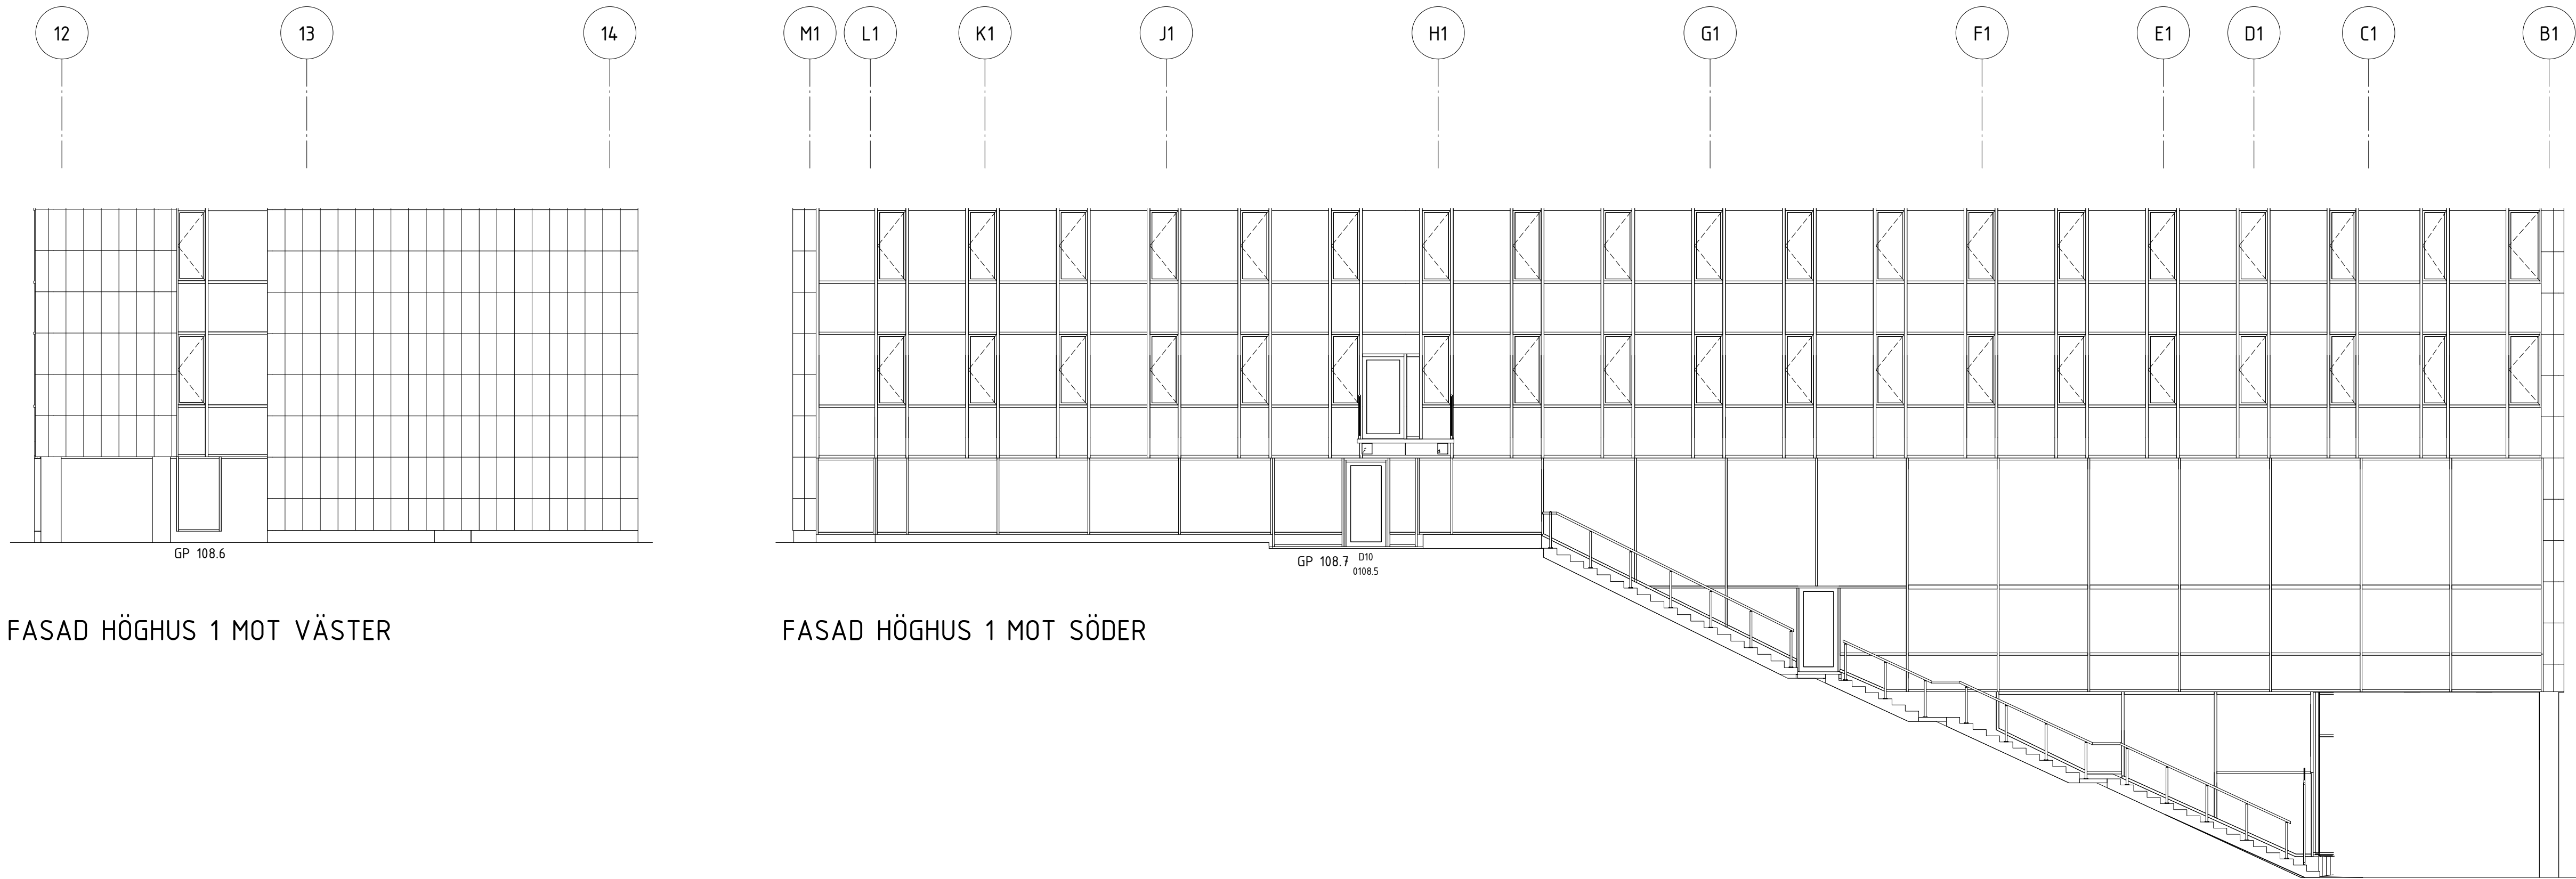 12 13 14 M1 L1 K1 J1 H1 G1 F1 E1 D1 C1 B1
GP 108.6
GP 108.7 D10
0108.5
FASAD HÖGHUS 1 MOT VÄSTER
FASAD HÖGHUS 1 MOT SÖDER